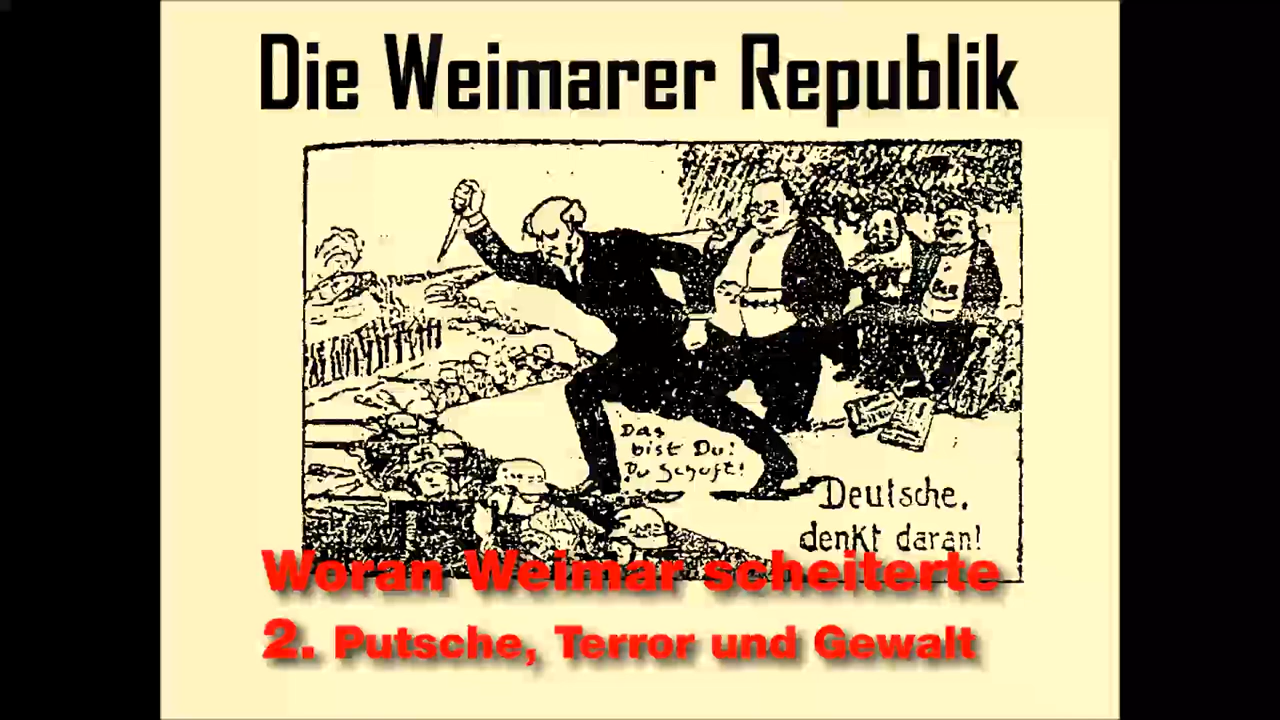 Die Weimarer Republik
Das
bist Du!
Du Schuft!
Deutsche,
denkt daran!
Woran Weimar scheiterte
2. Putsche, Terror und Gewalt